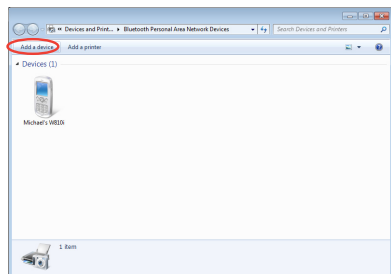 « Devices and Print... ▸ Bluetooth Personal Area Network Devices
Search Devices and Printers
Add a device Add a printer
Devices (1)
Michael's W810i
1 item